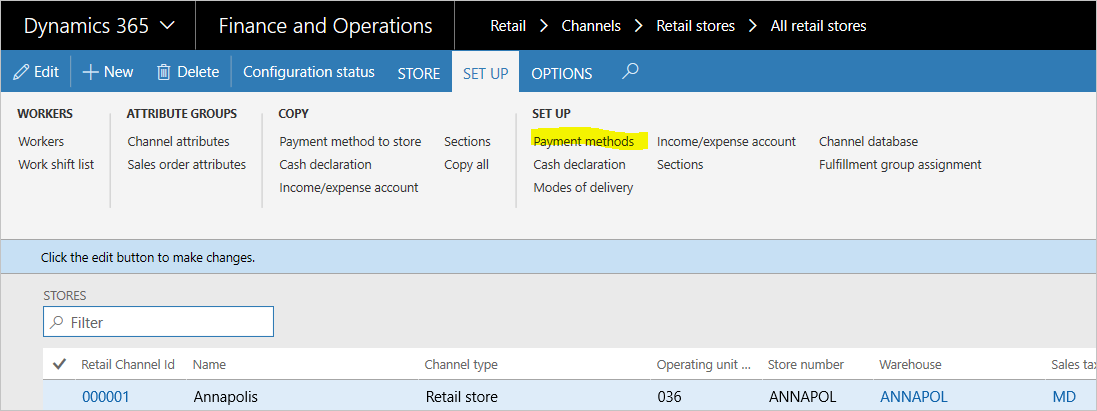 Dynamics 365 Finance and Operations Retail > Channels > Retail stores > All retail stores
Edit + New Delete Configuration status STORE SET UP OPTIONS
WORKERS ATTRIBUTE GROUPS COPY SET UP
Workers Channel attributes Payment method to store Sections Payment methods Income/expense account Channel database
Work shift list Sales order attributes Cash declaration Copy all Cash declaration Sections Fulfillment group assignment
Income/expense account Modes of delivery
Click the edit button to make changes.
STORES
Filter
Retail Channel Id Name Channel type Operating unit ... Store number Warehouse Sales tax
000001 Annapolis Retail store 036 ANNAPOL ANNAPOL MD